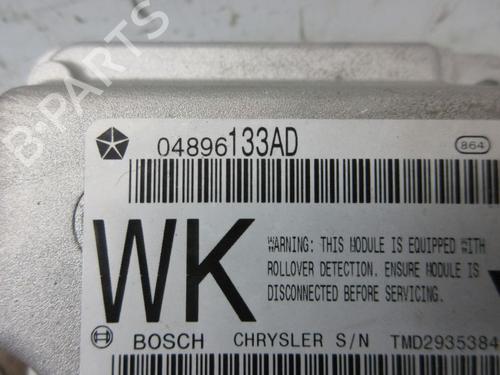 B-PARTS
04896133AD
864
WK
WARNING: THIS MODULE IS EQUIPPED WITH
ROLLOVER DETECTION. ENSURE MODULE IS
DISCONNECTED BEFORE SERVICING.
BOSCH CHRYSLER S/N TMD2935384